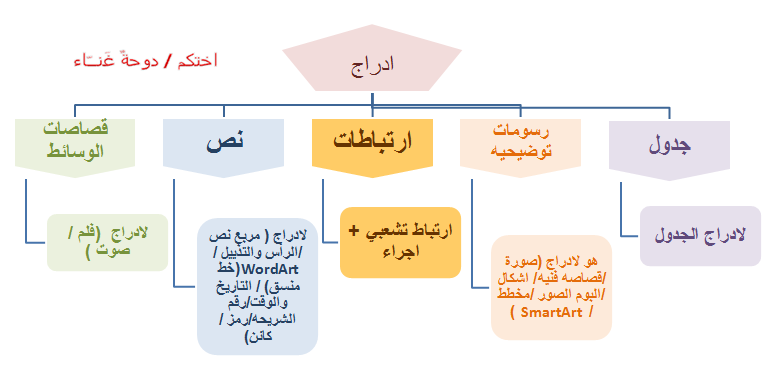 اختكم / دوحةٌ غَنـّاء
ادراج
جدول
رسومات
توضيحيه
ارتباطات
نص
قصاصات
الوسائط
لادراج الجدول
هو لادراج (صورة
/قصاصه فنيه/ اشكال
/البوم الصور /مخطط
( SmartArt /
ارتباط تشعبي +
اجراء
لادراج ( مربع نص
/الراس والتذييل /
WordArt(خط
منسق) / التاريخ
والوقت/رقم
الشريحه/رمز /
كائن)
لادراج (فلم /
صوت )